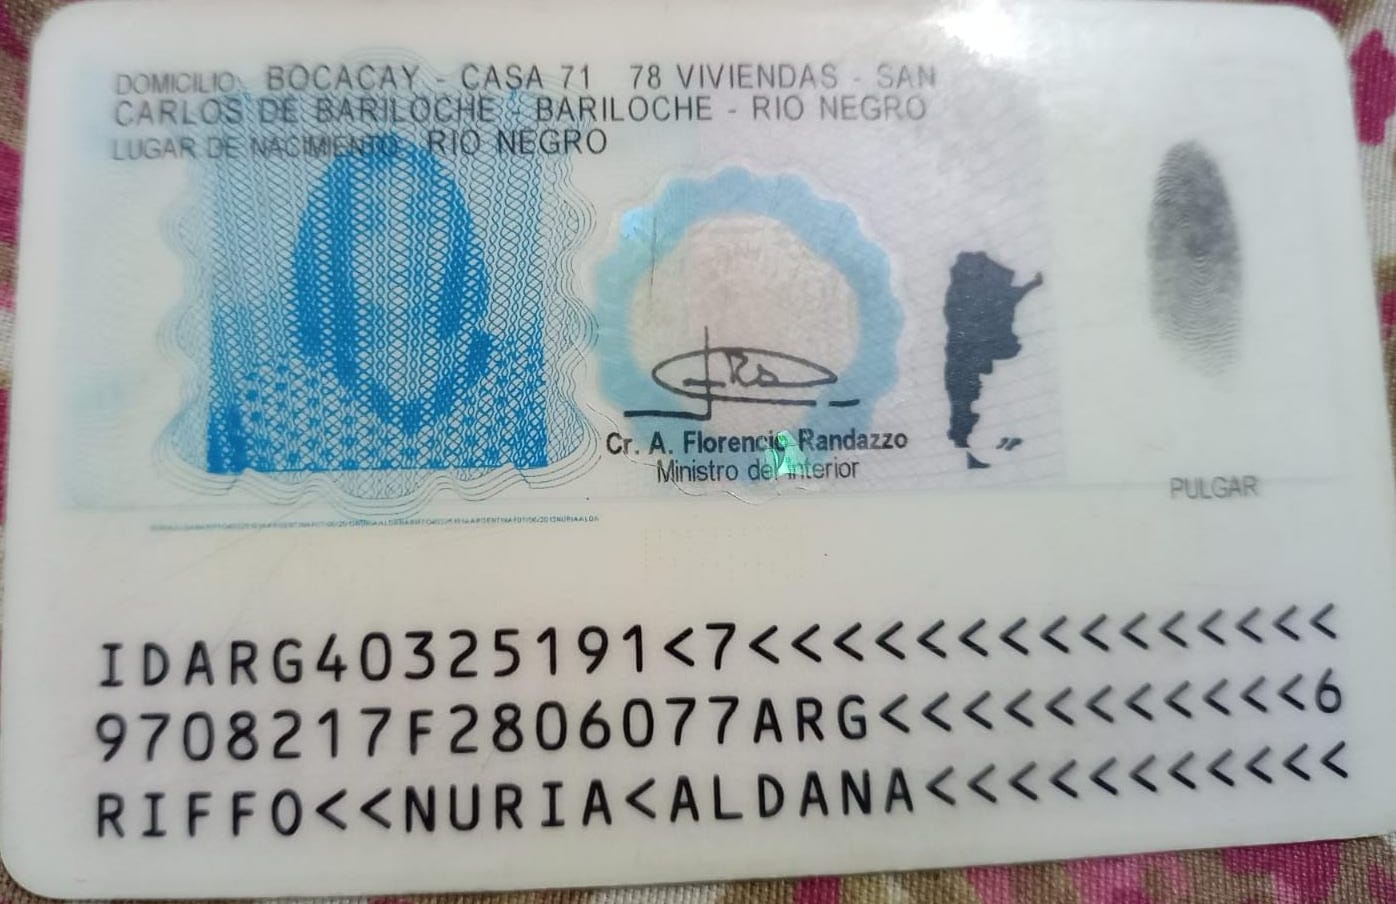 DOMICILIO: BOCACAY - CASA 71 78 VIVIENDAS - SAN
CARLOS DE BARILOCHE - BARILOCHE - RIO NEGRO
LUGAR DE NACIMIENTO: RIO NEGRO
Cr. A. Florencio Randazzo
Ministro del Interior
PULGAR
IDARG40325191<7<<<<<<<<<<<<<<<
9708217F2806077ARG<<<<<<<<<<<6
RIFFO<<NURIA<ALDANA<<<<<<<<<<<